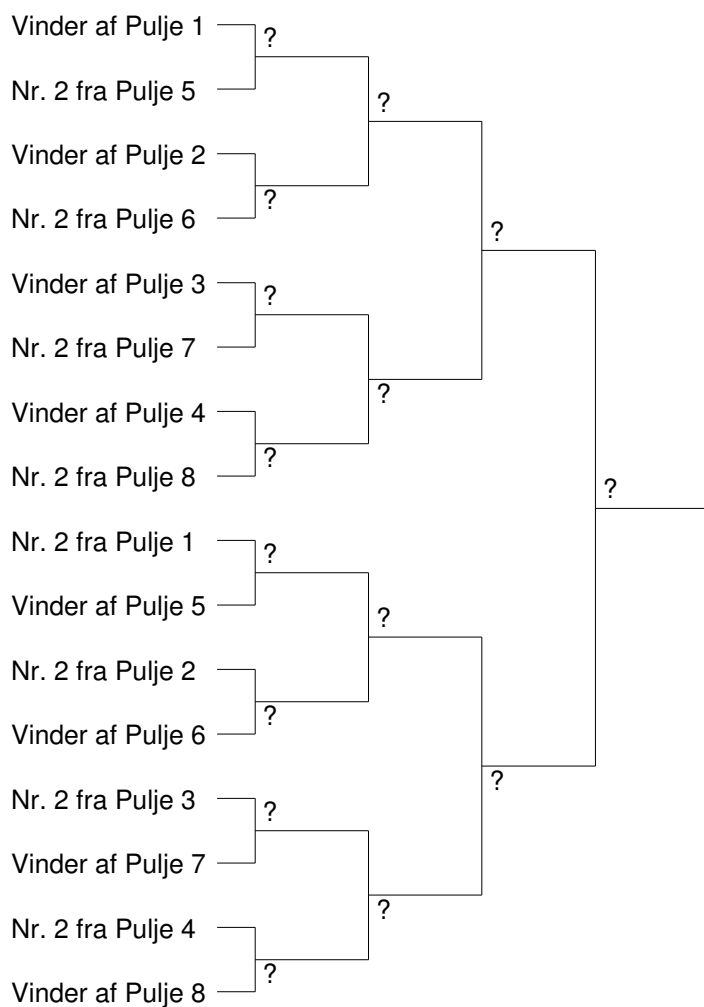 Vinder af Pulje 1
?
Nr. 2 fra Pulje 5
?
Vinder af Pulje 2
?
Nr. 2 fra Pulje 6
?
Vinder af Pulje 3
?
Nr. 2 fra Pulje 7
?
Vinder af Pulje 4
?
Nr. 2 fra Pulje 8
?
Nr. 2 fra Pulje 1
?
Vinder af Pulje 5
?
Nr. 2 fra Pulje 2
?
Vinder af Pulje 6
?
Nr. 2 fra Pulje 3
?
Vinder af Pulje 7
?
Nr. 2 fra Pulje 4
?
Vinder af Pulje 8